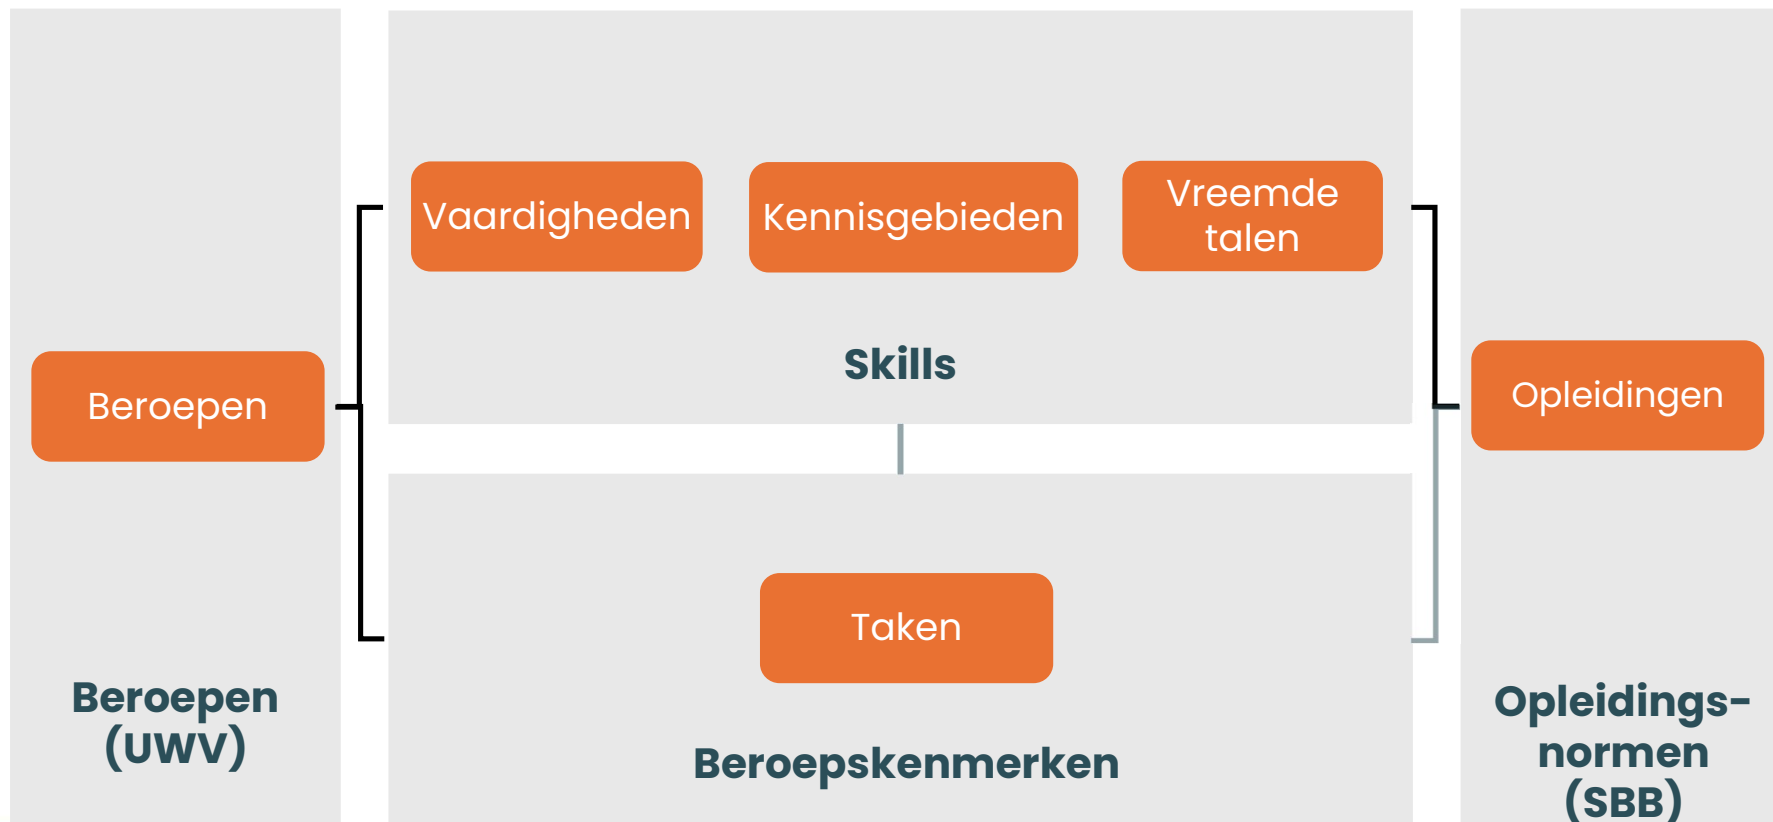 Vaardigheden
Kennisgebieden
Vreemde
talen
Skills
Beroepen
Opleidingen
Taken
Beroepen
(UWV)
Beroepskenmerken
Opleidings-
normen
(SBB)